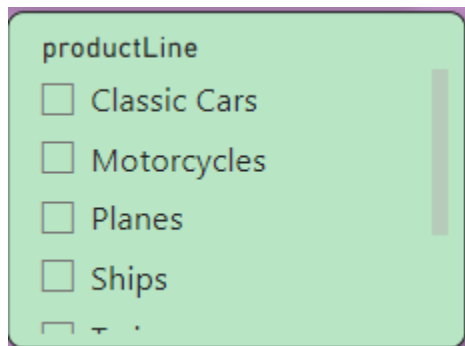 productLine
Classic Cars
Motorcycles
Planes
Ships